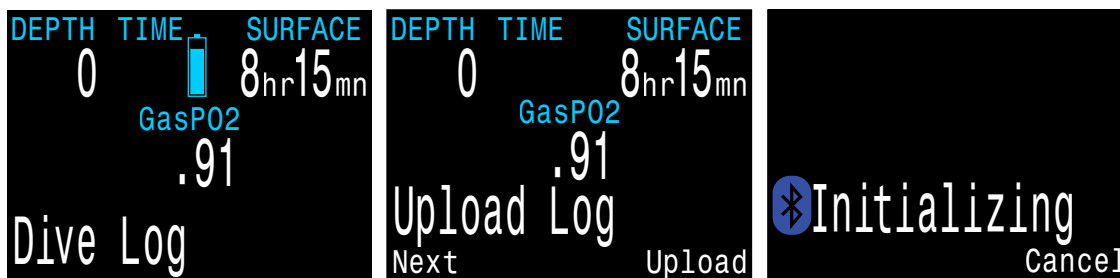 DEPTH TIME SURFACE
0 8hr15mn
GasPO2
.91
Dive Log
DEPTH TIME SURFACE
0 8hr15mn
GasPO2
.91
Upload Log
Next Upload
Initializing
Cancel